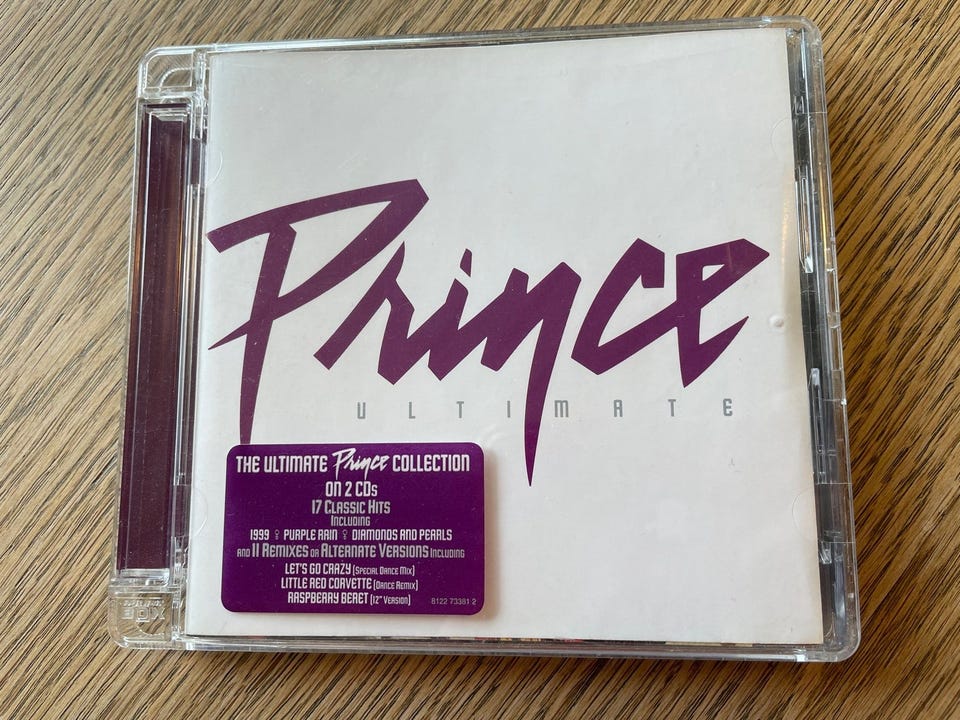 Prince
ULTIMATE
THE ULTIMATE Prince COLLECTION
ON 2 CDs
17 CLASSIC HITS
INCLUDING
1999 PURPLE RAIN DIAMONDS AND PEARLS
AND 11 REMIXES OR ALTERNATE VERSIONS INCLUDING
LET'S GO CRAZY (SPECIAL DANCE MIX)
LITTLE RED CORVETTE (DANCE REMIX)
RASPBERRY BERET (12" VERSION)
8122 73381 2